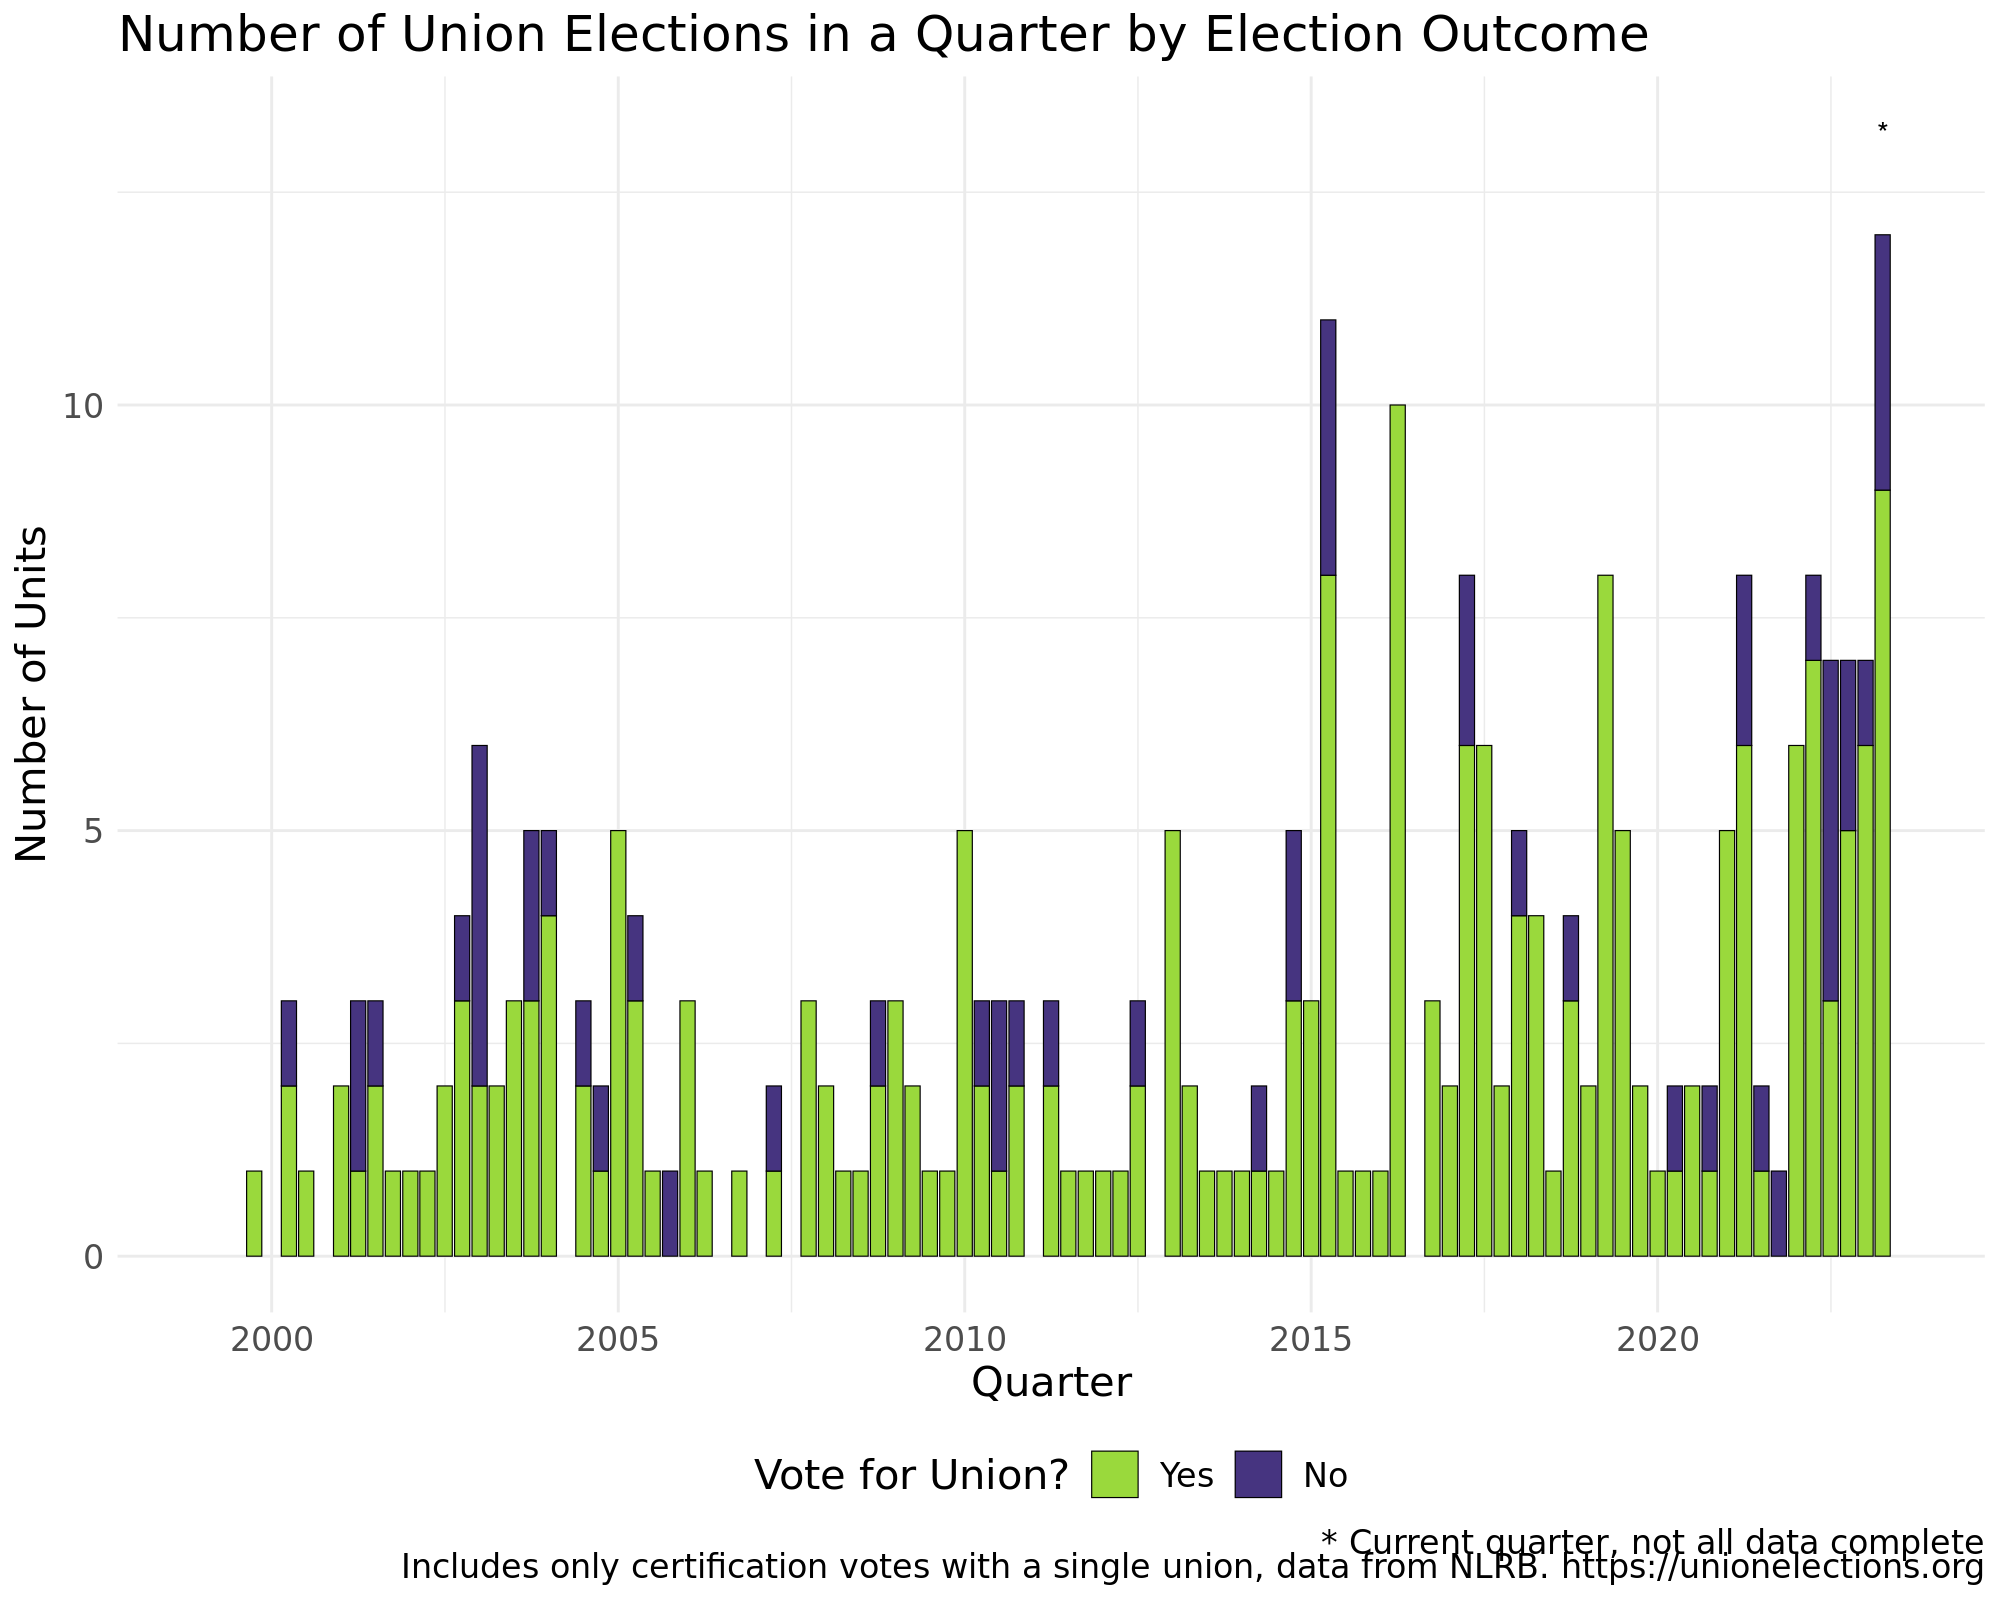 Number of Union Elections in a Quarter by Election Outcome
*
10
5
0
Number of Units
2000 2005 2010 2015 2020
Quarter
Vote for Union? Yes No
* Current quarter, not all data complete
Includes only certification votes with a single union, data from NLRB. https://unionelections.org